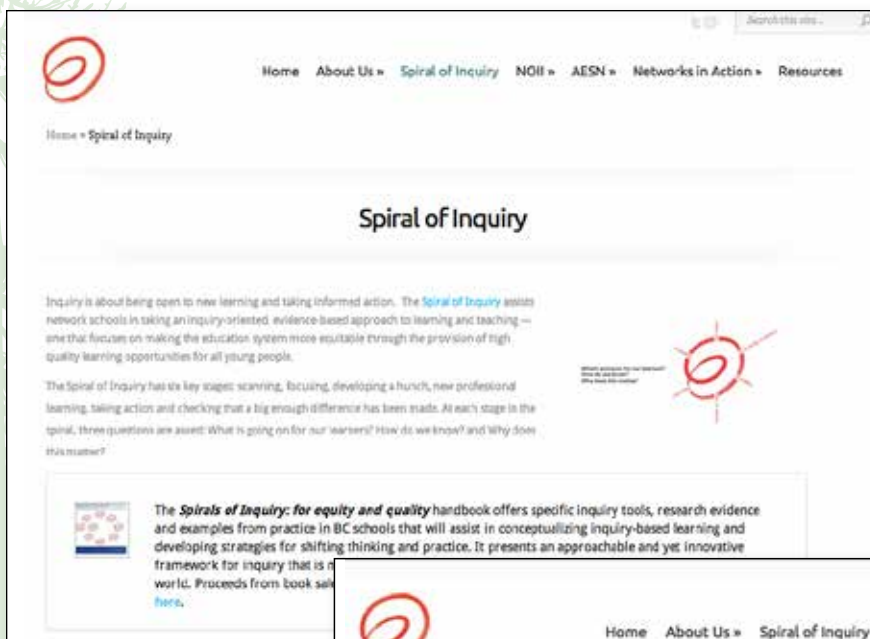 Search this site...
Home About Us » Spiral of Inquiry NOII » AESN » Networks in Action » Resources
Home » Spiral of Inquiry
Spiral of Inquiry
Inquiry is about being open to new learning and taking informed action. The Spiral of Inquiry assists
network schools in taking an inquiry-oriented, evidence-based approach to learning and teaching —
one that focuses on making the education system more equitable through the provision of high
quality learning opportunities for all young people.
The Spiral of Inquiry has six key stages: scanning, focusing, developing a hunch, new professional
learning, taking action and checking that a big enough difference has been made. At each stage in the
spiral, three questions are asked: What is going on for our learners? How do we know? and Why does
this matter?
The Spirals of Inquiry: for equity and quality handbook offers specific inquiry tools, research evidence
and examples from practice in BC schools that will assist in conceptualizing inquiry-based learning and
developing strategies for shifting thinking and practice. It presents an approachable and yet innovative
framework for inquiry that is
world. Proceeds from book
here.
Home About Us » Spiral of Inquiry